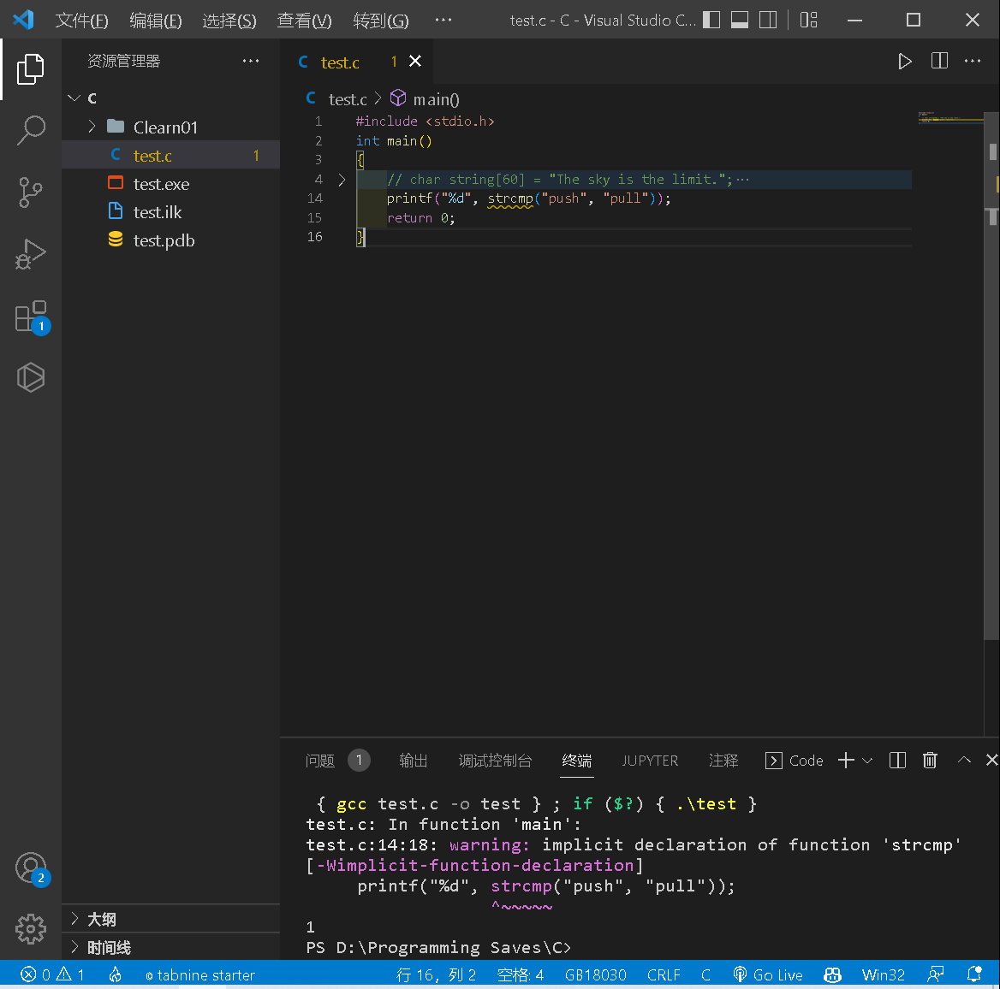 文件(F) 编辑(E) 选择(S) 查看(V) 转到(G) ··· test.c - C - Visual Studio C...
资源管理器 ···
C
Clearn01
test.c 1
test.exe
test.ilk
test.pdb
大纲
时间线
C test.c 1
C test.c > main()
1 #include <stdio.h>
2 int main()
3 {
4 // char string[60] = "The sky is the limit.";···
14 printf("%d", strcmp("push", "pull"));
15 return 0;
16 }
1
2
问题 1 输出 调试控制台 终端 JUPYTER 注释 Code
{ gcc test.c -o test } ; if ($?) { .\test }
test.c: In function 'main':
test.c:14:18: warning: implicit declaration of function 'strcmp'
[-Wimplicit-function-declaration]
printf("%d", strcmp("push", "pull"));
^~~~~~
1
PS D:\Programming Saves\C>
0 1 tabnine starter 行 16，列 2 空格: 4 GB18030 CRLF C Go Live Win32